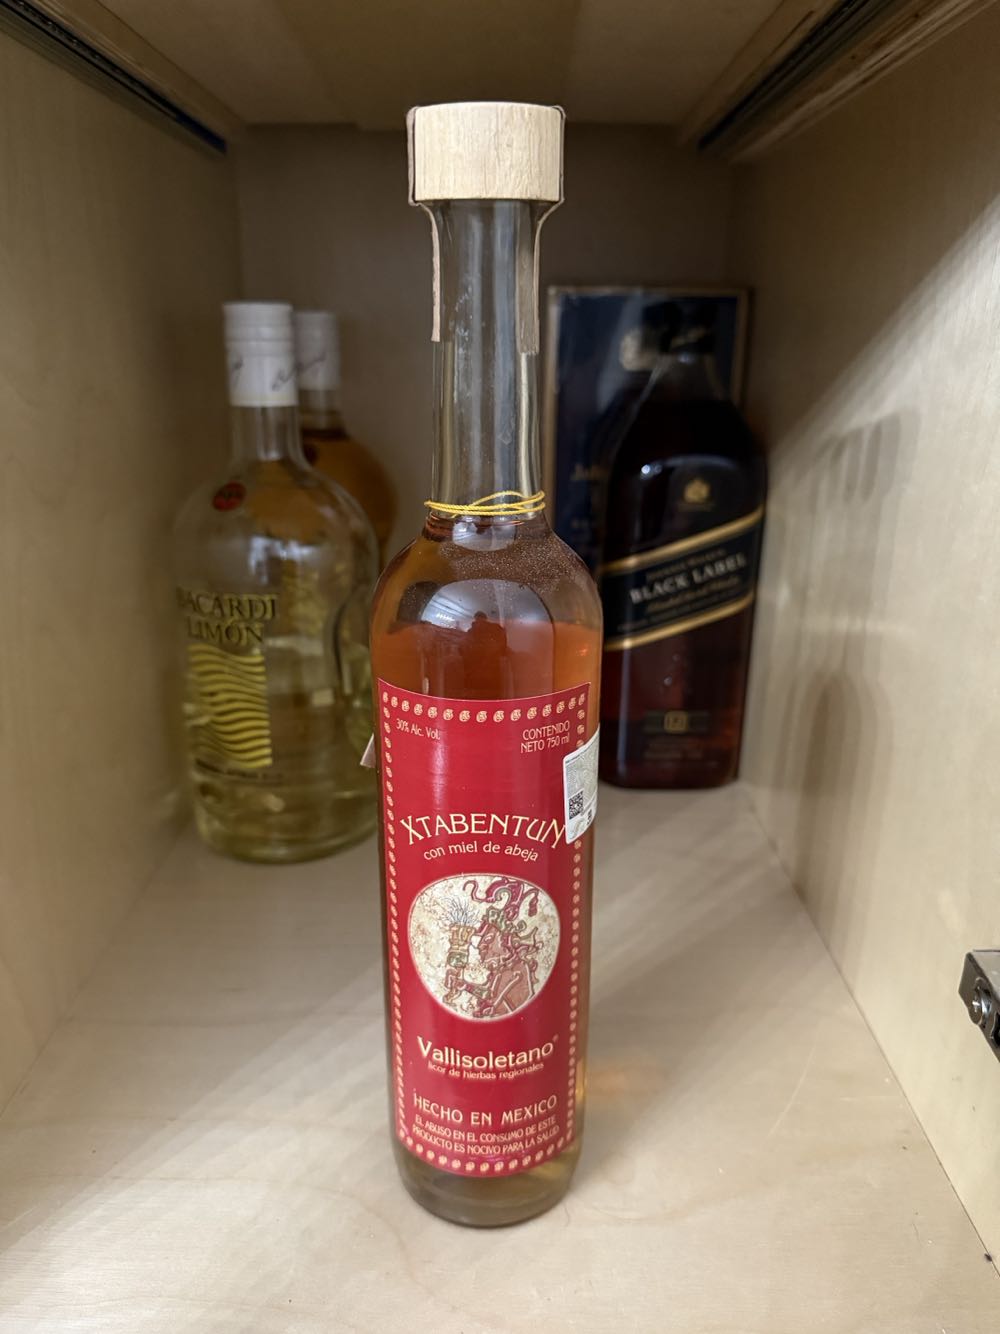 30% Alc. Vol.
CONTENIDO
NETO 750 ml
XTABENTUN
con miel de abeja
Vallisoletano®
licor de hierbas regionales
HECHO EN MEXICO
EL ABUSO EN EL CONSUMO DE ESTE
PRODUCTO ES NOCIVO PARA LA SALUD
BACARDI
LIMÓN
BLACK LABEL
12